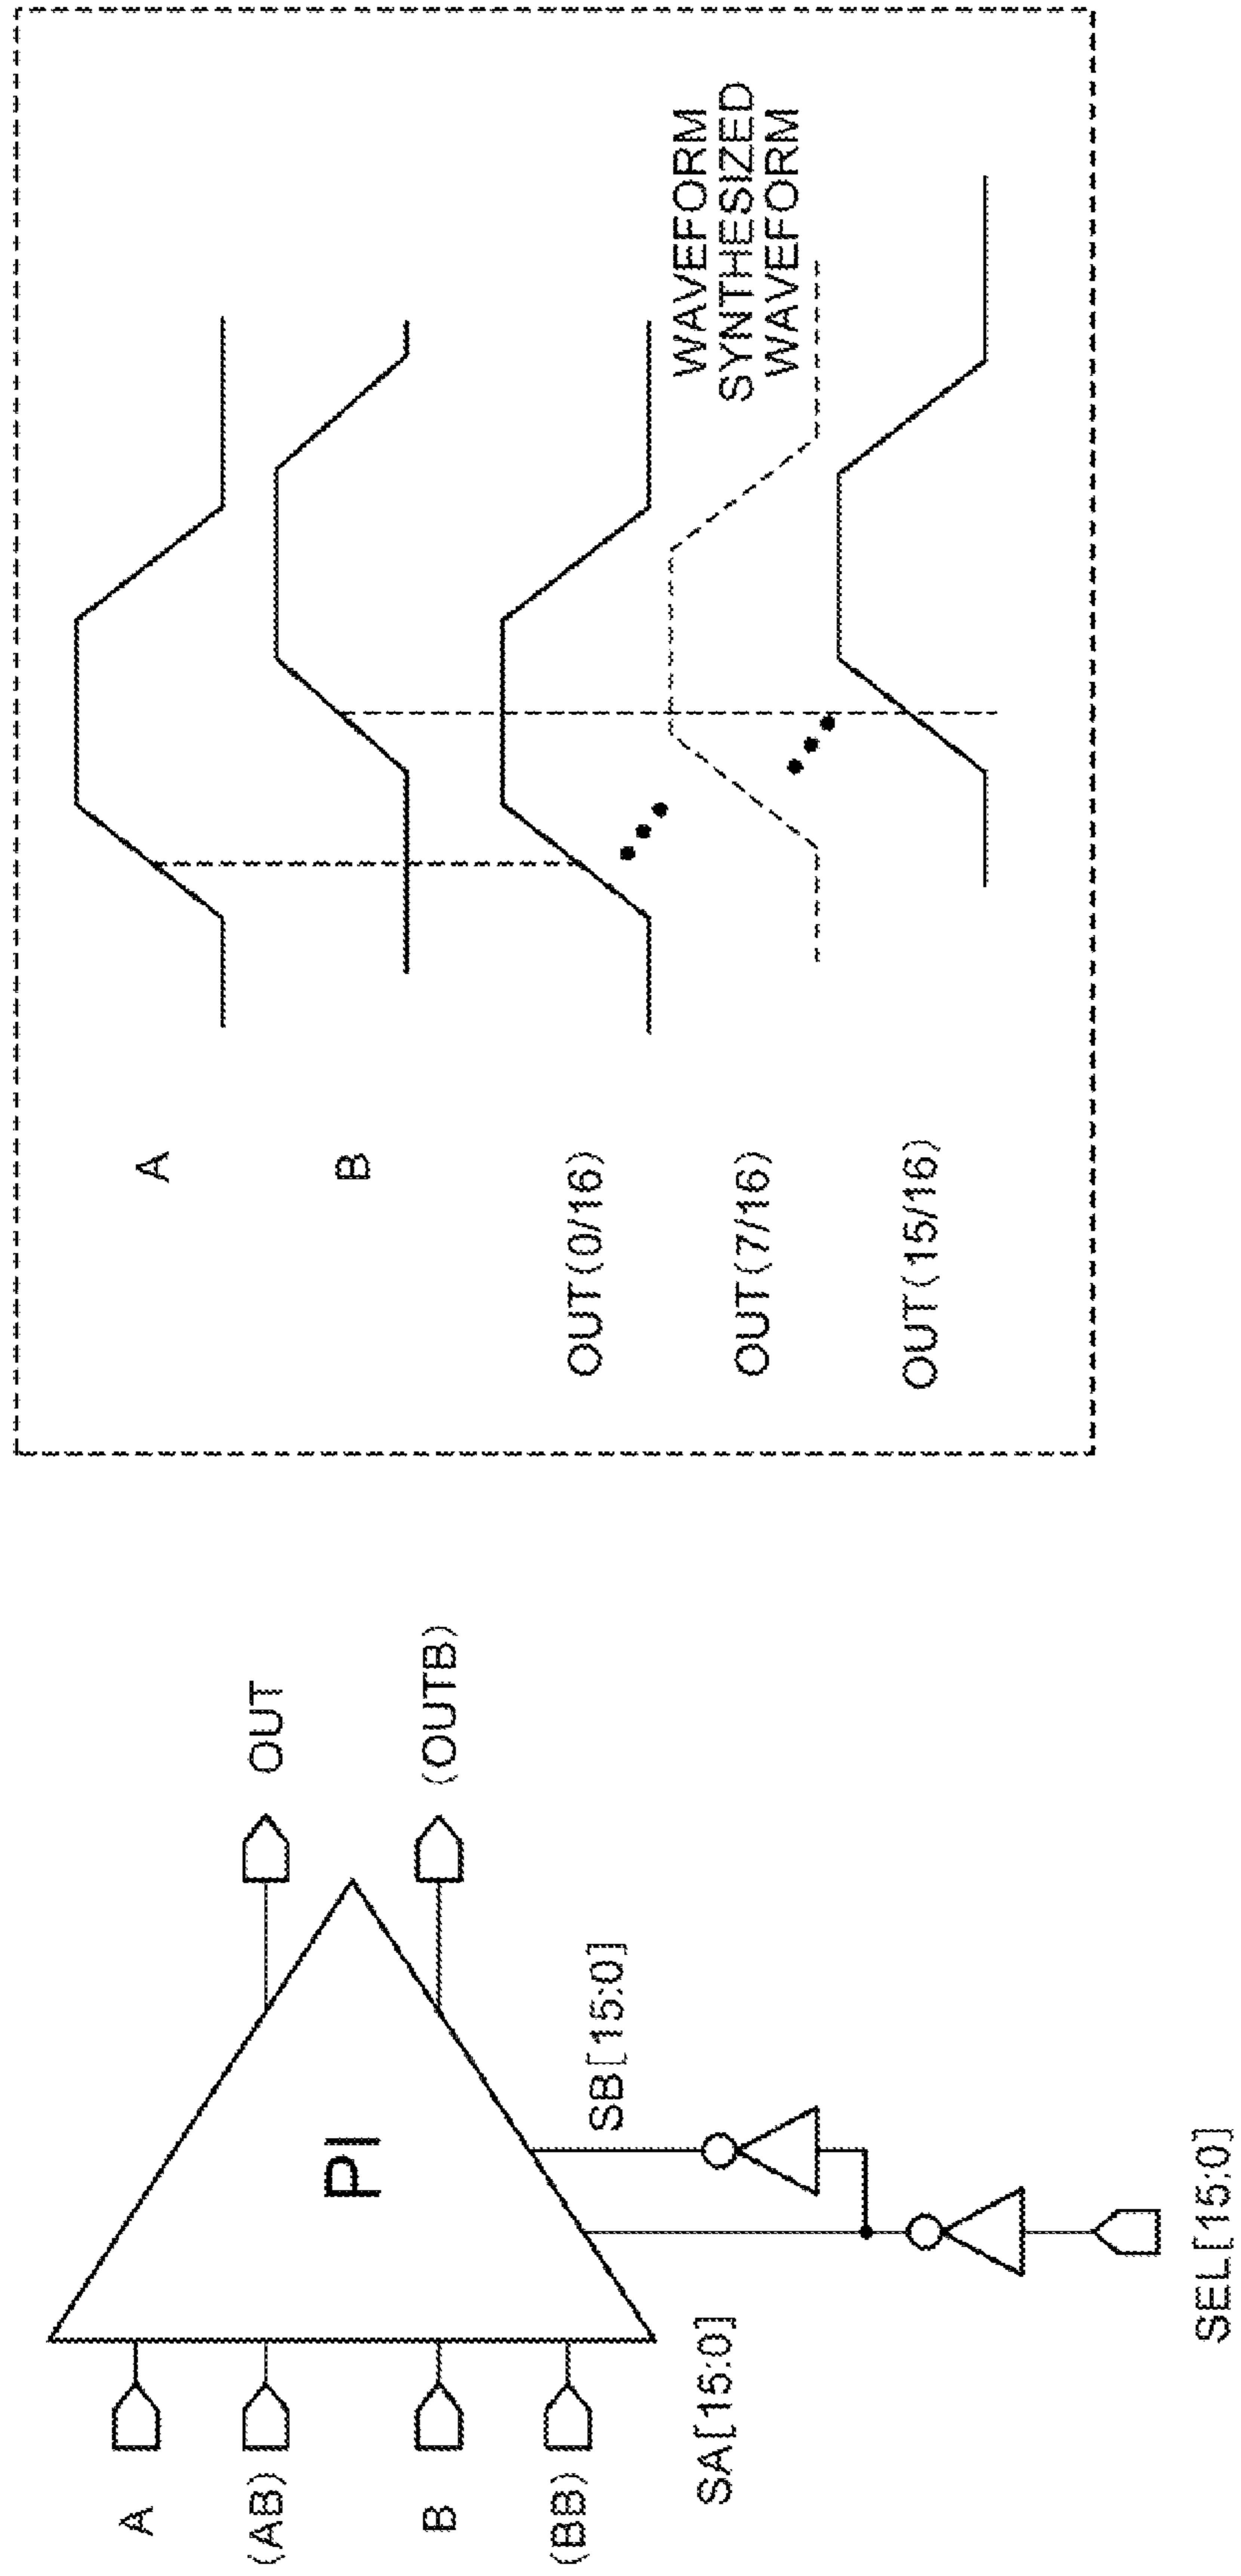 A
(AB)
B
(BB)
PI
OUT
(OUTB)
SA[15:0]
SB[15:0]
SEL[15:0]
A
B
OUT(0/16)
OUT(7/16)
OUT(15/16)
WAVEFORM
SYNTHESIZED
WAVEFORM